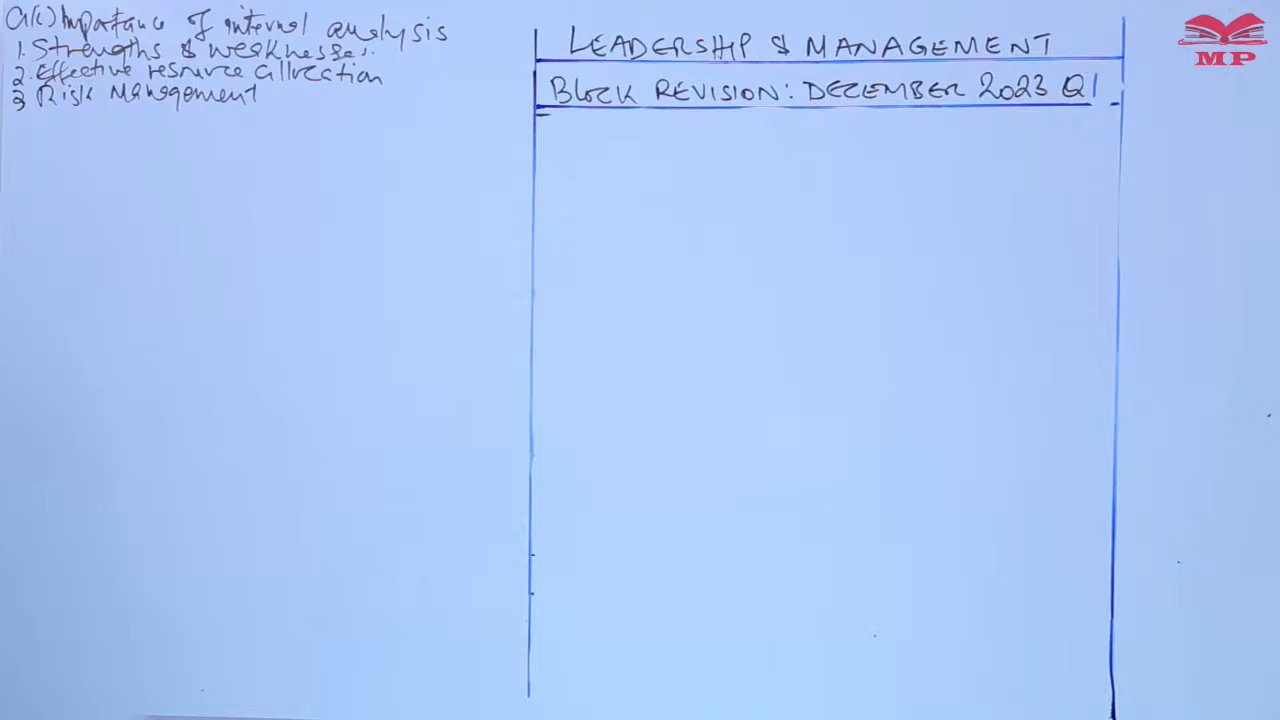 Q1(c) Importance of internal analysis
1. Strengths & weaknesses.
2. Effective resource allocation
3 Risk Management
LEADERSHIP & MANAGEMENT
BLOCK REVISION: DECEMBER 2023 Q1
MP